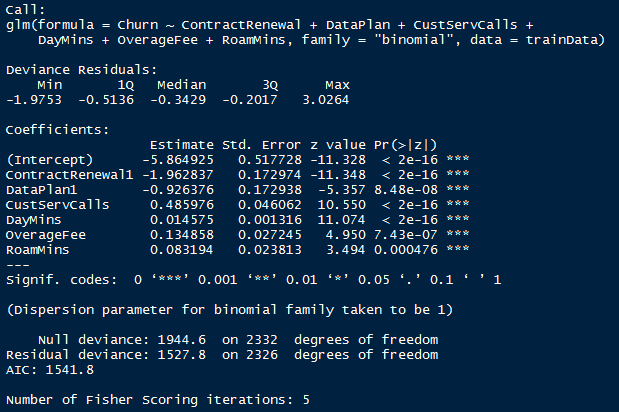 Call:
glm(formula = Churn ~ ContractRenewal + DataPlan + CustServCalls +
    DayMins + OverageFee + RoamMins, family = "binomial", data = trainData)

Deviance Residuals:
    Min      1Q  Median      3Q     Max
-1.9753 -0.5136 -0.3429 -0.2017  3.0264

Coefficients:
                  Estimate Std. Error z value Pr(>|z|)
(Intercept)      -5.864925   0.517728 -11.328  < 2e-16 ***
ContractRenewal1 -1.962837   0.172974 -11.348  < 2e-16 ***
DataPlan1        -0.926376   0.172938  -5.357 8.48e-08 ***
CustServCalls     0.485976   0.046062  10.550  < 2e-16 ***
DayMins           0.014575   0.001316  11.074  < 2e-16 ***
OverageFee        0.134858   0.027245   4.950 7.43e-07 ***
RoamMins          0.083194   0.023813   3.494 0.000476 ***
---
Signif. codes:  0 ‘***’ 0.001 ‘**’ 0.01 ‘*’ 0.05 ‘.’ 0.1 ‘ ’ 1

(Dispersion parameter for binomial family taken to be 1)

    Null deviance: 1944.6  on 2332  degrees of freedom
Residual deviance: 1527.8  on 2326  degrees of freedom
AIC: 1541.8

Number of Fisher Scoring iterations: 5